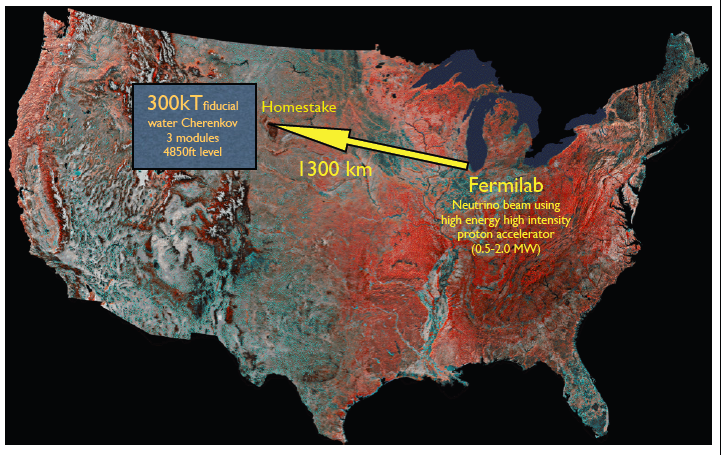 300kT fiducial
water Cherenkov
3 modules
4850ft level
Homestake
1300 km
Fermilab
Neutrino beam using
high energy high intensity
proton accelerator
(0.5-2.0 MW)